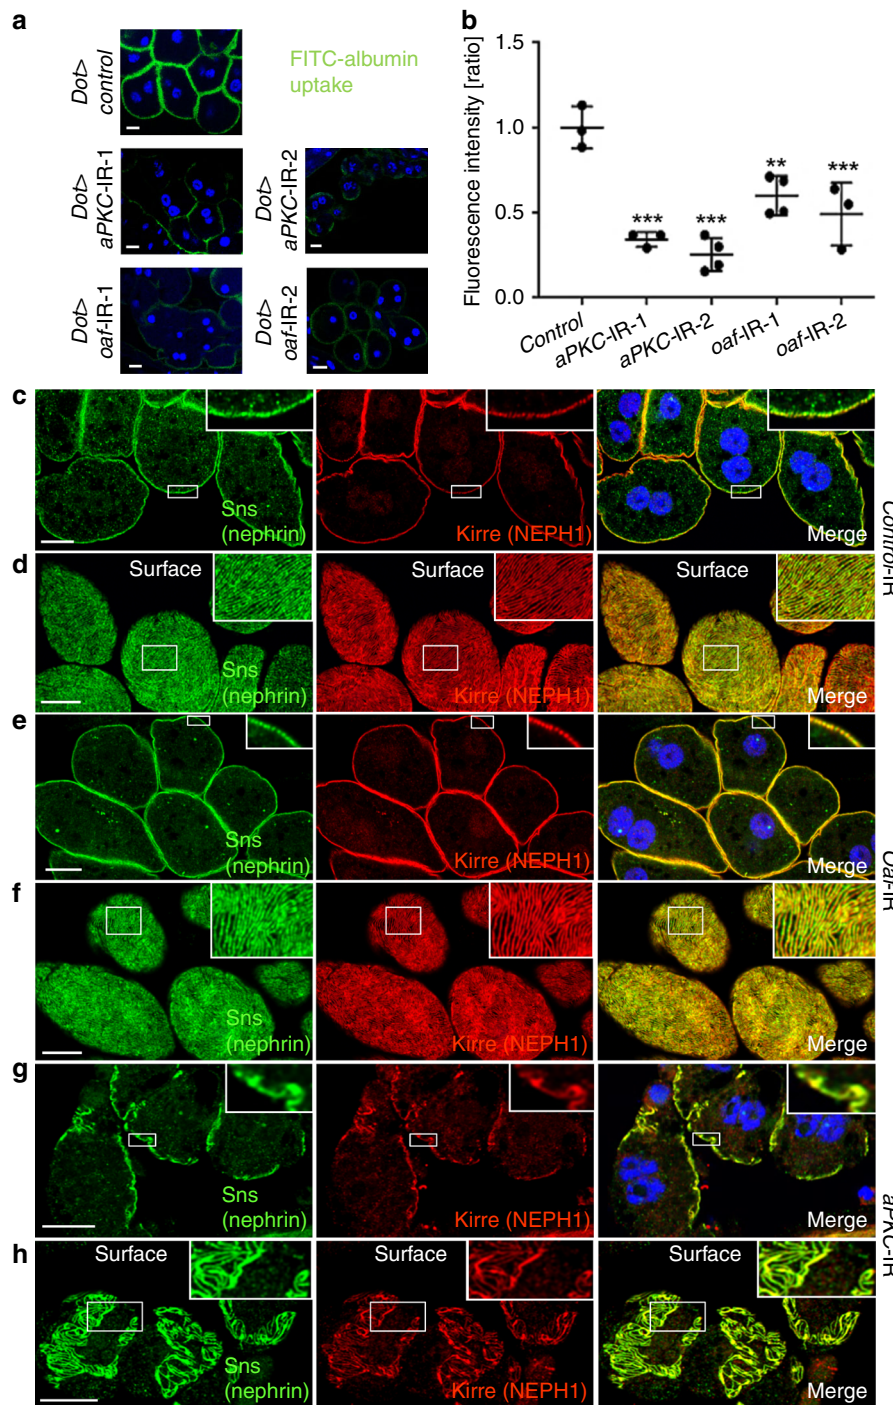 a
Dot>
control
FITC-albumin
uptake
Dot>
aPKC-IR-1
Dot>
aPKC-IR-2
Dot>
oaf-IR-1
Dot>
oaf-IR-2
b
Fluorescence intensity [ratio]
1.5
1.0
0.5
0.0
***
***
**
***
Control
aPKC-IR-1
aPKC-IR-2
oaf-IR-1
oaf-IR-2
c
Sns
(nephrin)
Kirre (NEPH1)
Merge
Control-IR
d
Surface
Sns
(nephrin)
Surface
Kirre (NEPH1)
Surface
Merge
e
Sns
(nephrin)
Kirre (NEPH1)
Merge
Oaf-IR
f
Sns
(nephrin)
Kirre (NEPH1)
Merge
g
Sns
(nephrin)
Kirre (NEPH1)
Merge
aPKC-IR
h
Surface
Sns
(nephrin)
Surface
Kirre (NEPH1)
Surface
Merge